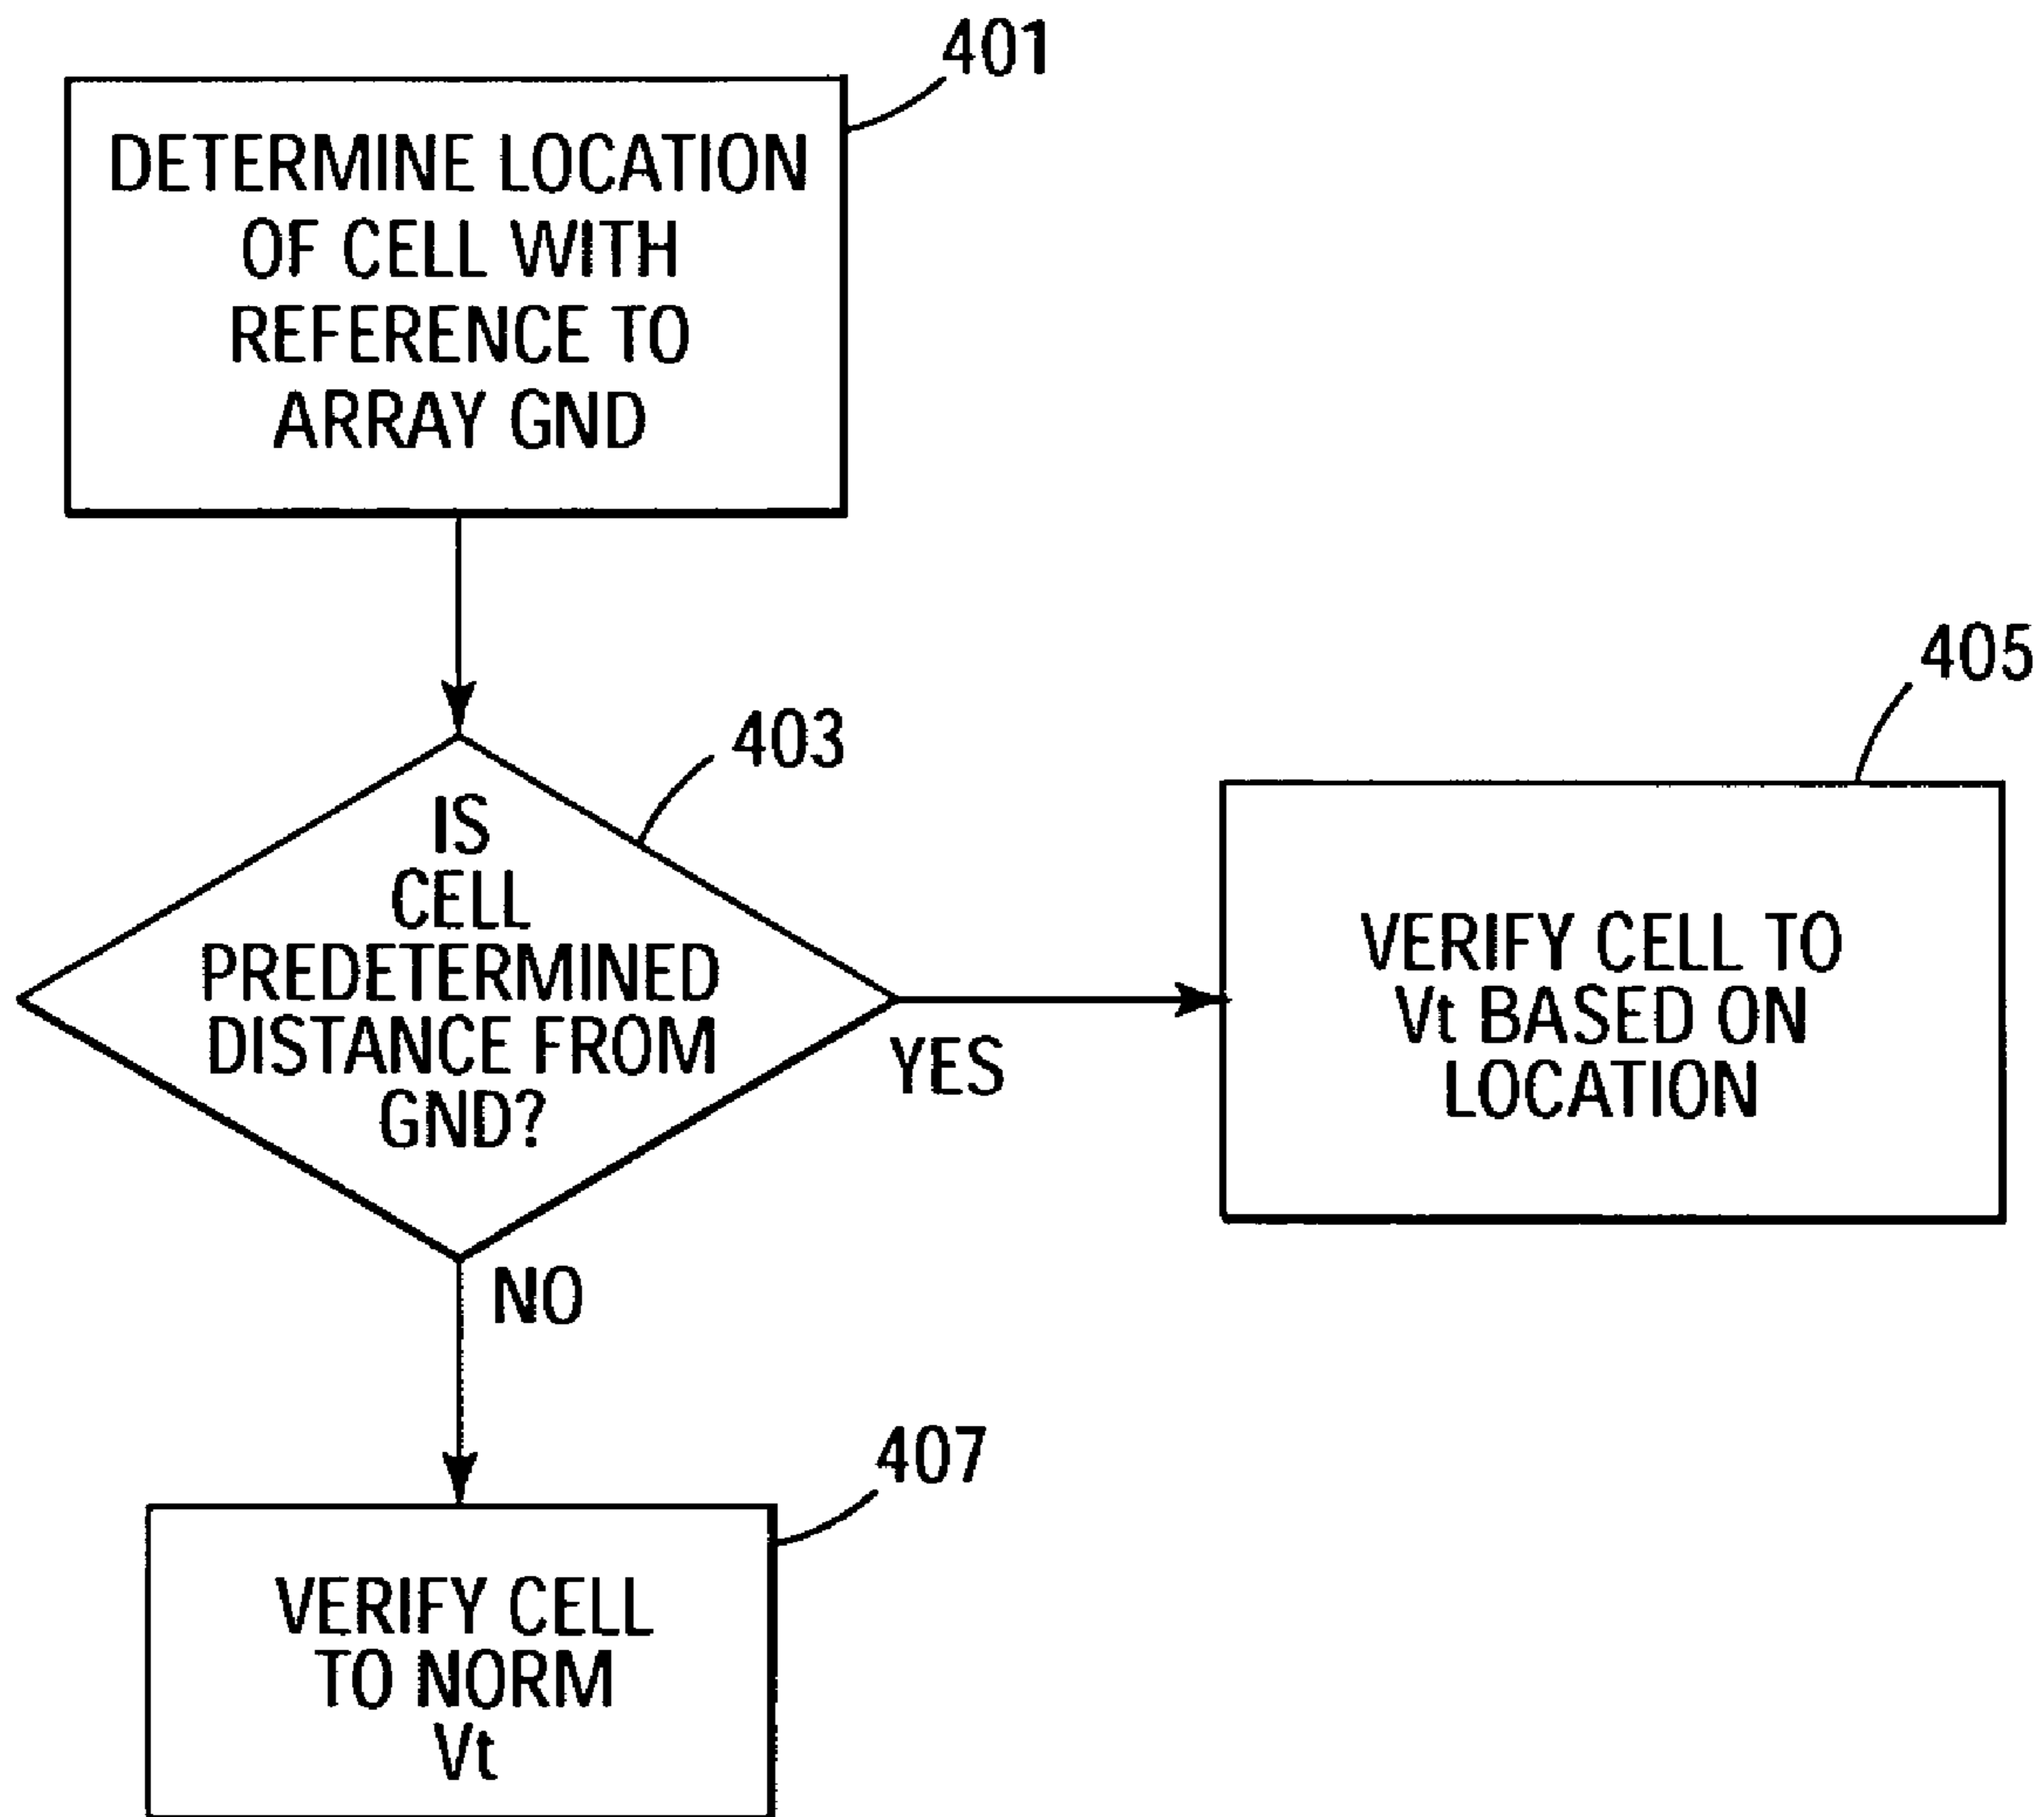 401
DETERMINE LOCATION
OF CELL WITH
REFERENCE TO
ARRAY GND
403
IS
CELL
PREDETERMINED
DISTANCE FROM
GND?
YES
405
VERIFY CELL TO
Vt BASED ON
LOCATION
NO
407
VERIFY CELL
TO NORM
Vt